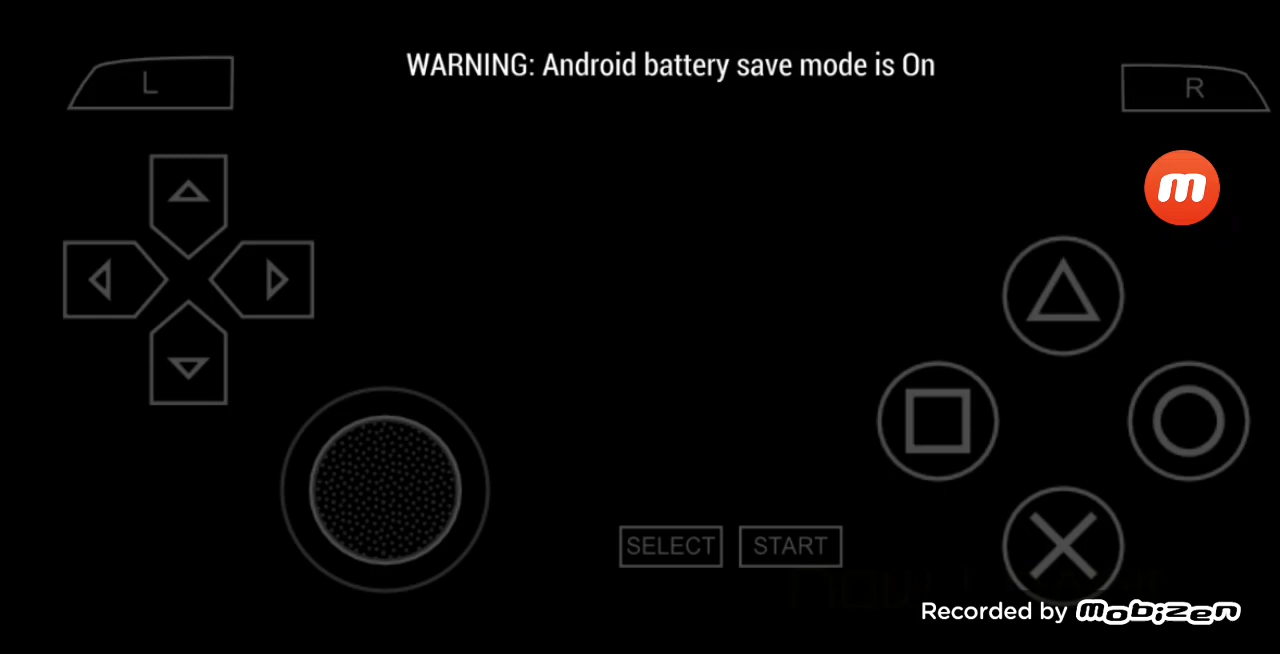 WARNING: Android battery save mode is On
L
R
m
SELECT START
Recorded by mobizen